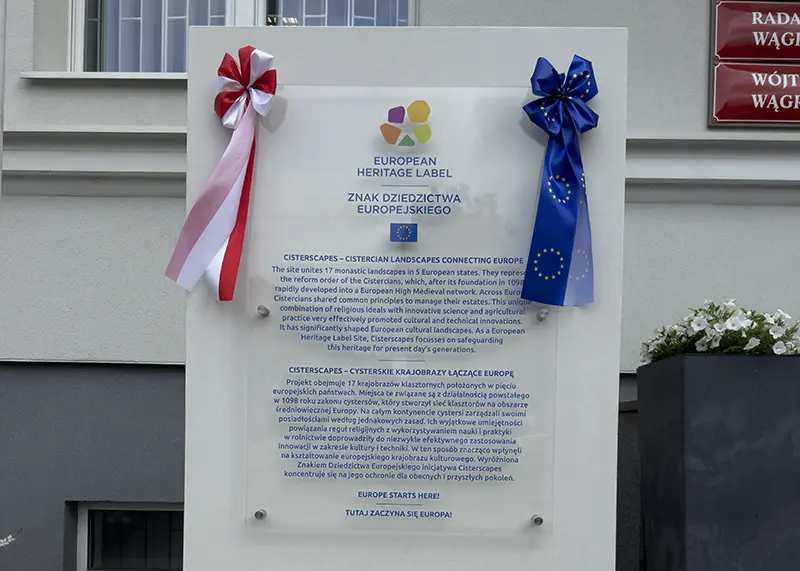 RADA
WĄGR
WÓJT
WĄGR
EUROPEAN
HERITAGE LABEL
ZNAK DZIEDZICTWA
EUROPEJSKIEGO
CISTERSCAPES – CISTERCIAN LANDSCAPES CONNECTING EUROPE
The site unites 17 monastic landscapes in 5 European states. They represe
the reform order of the Cistercians, which, after its foundation in 1098
rapidly developed into a European High Medieval network. Across Euro
Cistercians shared common principles to manage their estates. This uniq
combination of religious ideals with innovative science and agricultural
practice very effectively promoted cultural and technical innovations.
It has significantly shaped European cultural landscapes. As a European
Heritage Label Site, Cisterscapes focusses on safeguarding
this heritage for present day's generations.
CISTERSCAPES – CYSTERSKIE KRAJOBRAZY ŁĄCZĄCE EUROPĘ
Projekt obejmuje 17 krajobrazów klasztornych położonych w pięciu
europejskich państwach. Miejsca te związane są z działalnością powstałego
w 1098 roku zakonu cystersów, który stworzył sieć klasztorów na obszarze
średniowiecznej Europy. Na całym kontynencie cystersi zarządzali swoimi
posiadłościami według jednakowych zasad. Ich wyjątkowe umiejętności
powiązania reguł religijnych z wykorzystywaniem nauki i praktyki
w rolnictwie doprowadziły do niezwykle efektywnego zastosowania
innowacji w zakresie kultury i techniki. W ten sposób znacząco wpłynęli
na kształtowanie europejskiego krajobrazu kulturowego. Wyróżniona
Znakiem Dziedzictwa Europejskiego inicjatywa Cisterscapes
koncentruje się na jego ochronie dla obecnych i przyszłych pokoleń.
EUROPE STARTS HERE!
TUTAJ ZACZYNA SIĘ EUROPA!